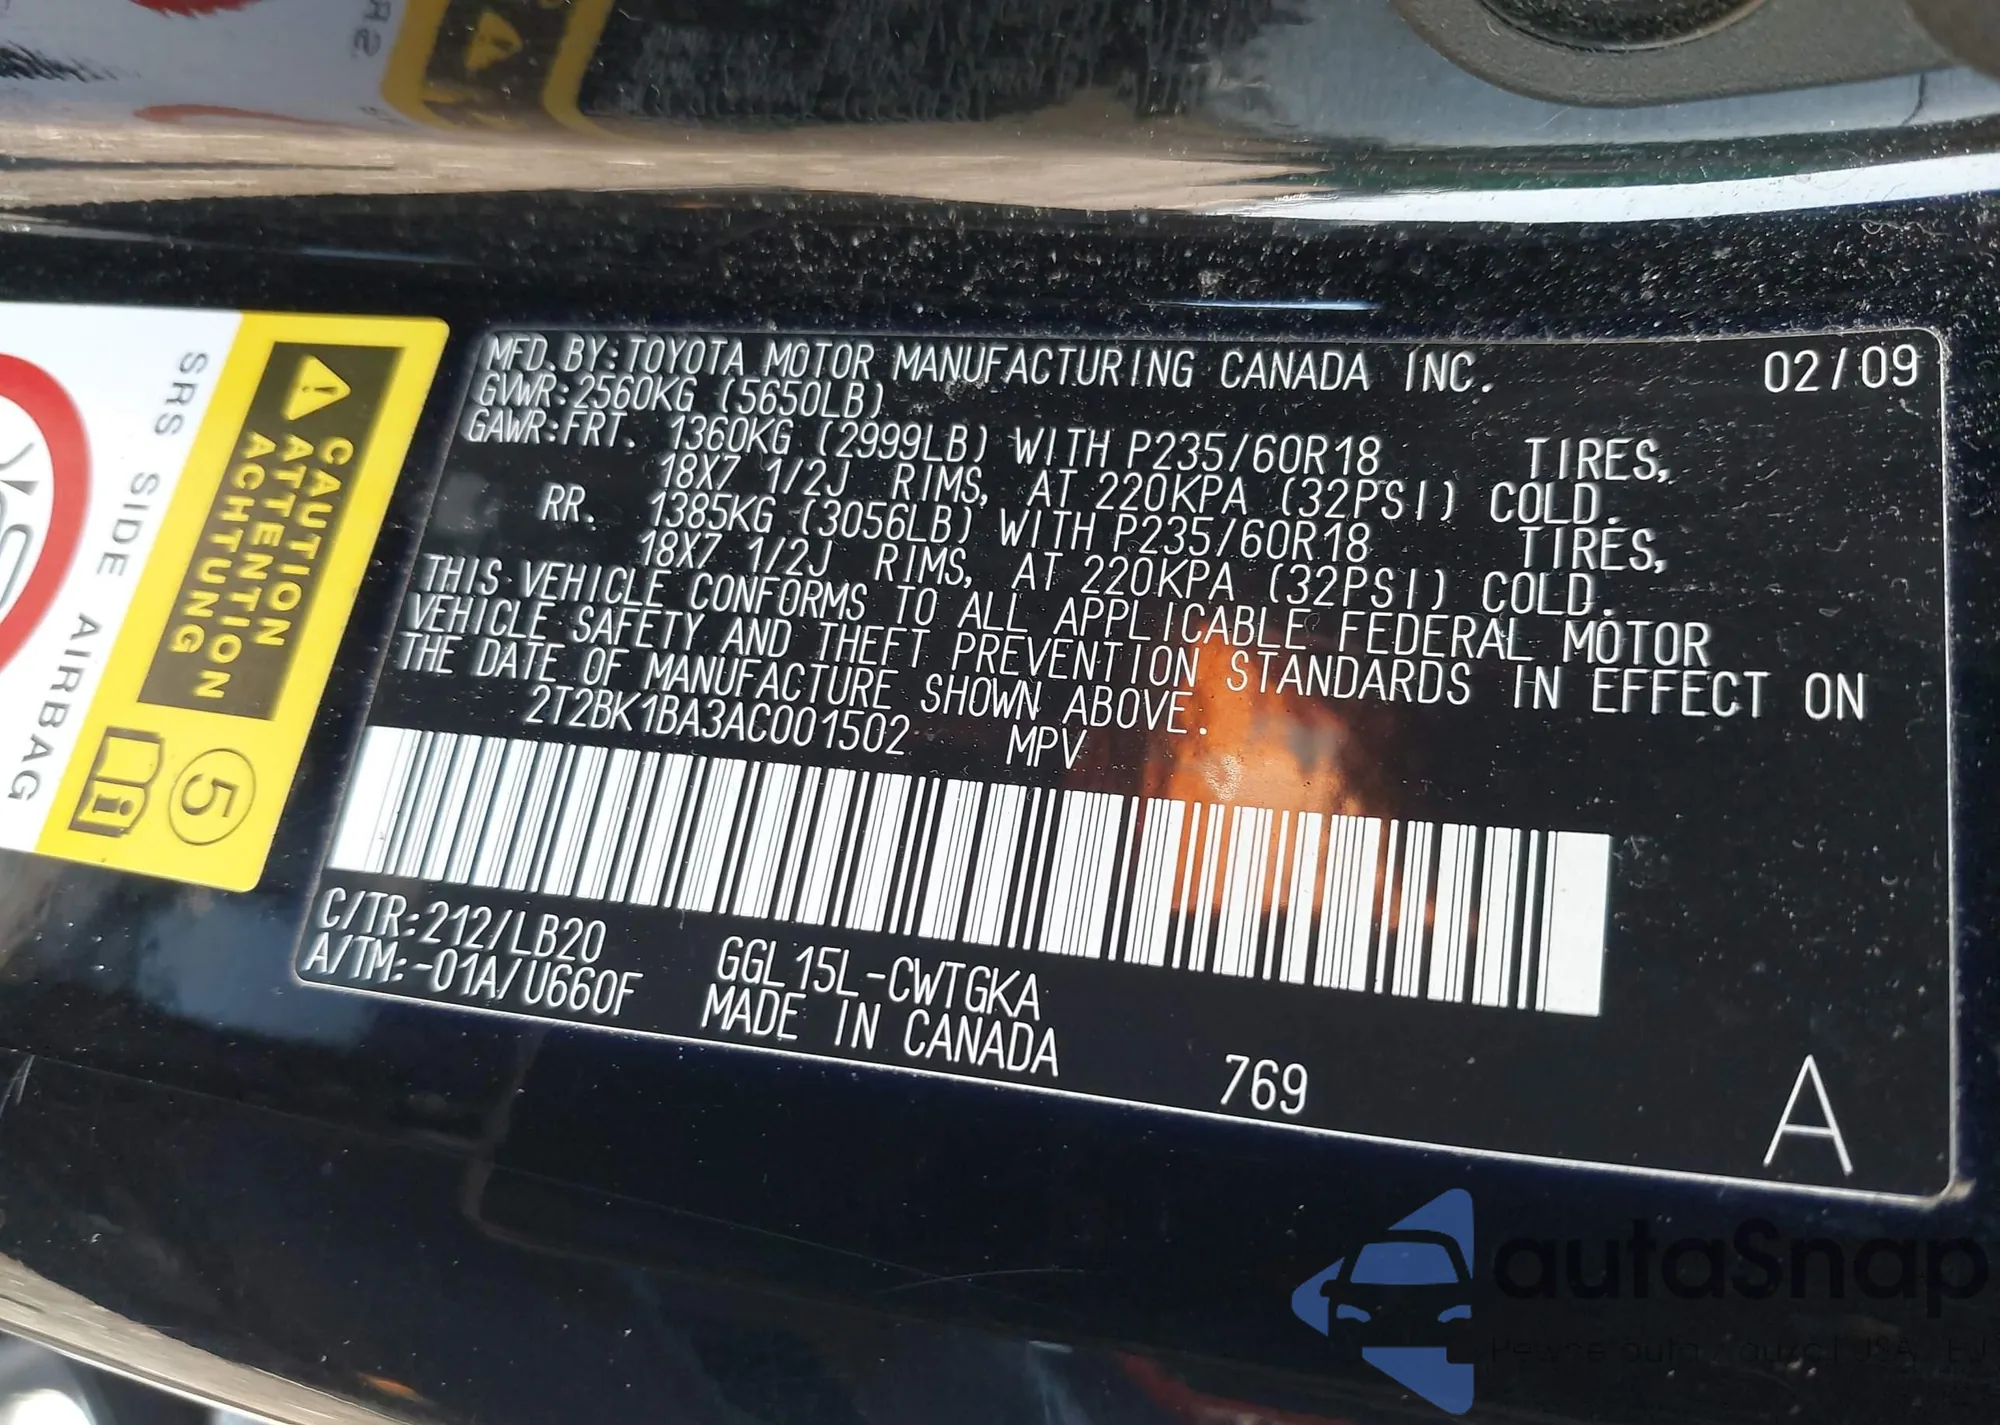 MFD.BY:TOYOTA MOTOR MANUFACTURING CANADA INC. 02/09
GVWR:2560KG (5650LB)
GAWR:FRT. 1360KG (2999LB) WITH P235/60R18 TIRES,
18X7 1/2J RIMS, AT 220KPA (32PSI) COLD.
RR. 1385KG (3056LB) WITH P235/60R18 TIRES,
18X7 1/2J RIMS, AT 220KPA (32PSI) COLD.
THIS VEHICLE CONFORMS TO ALL APPLICABLE FEDERAL MOTOR
VEHICLE SAFETY AND THEFT PREVENTION STANDARDS IN EFFECT ON
THE DATE OF MANUFACTURE SHOWN ABOVE.
2T2BK1BA3AC001502 MPV
C/TR:212/LB20 GGL15L-CWTGKA
A/TM:-01A/U660F MADE IN CANADA
769 A
CAUTION
ATTENTION
ACHTUNG
SRS SIDE AIRBAG
5
autaSnap